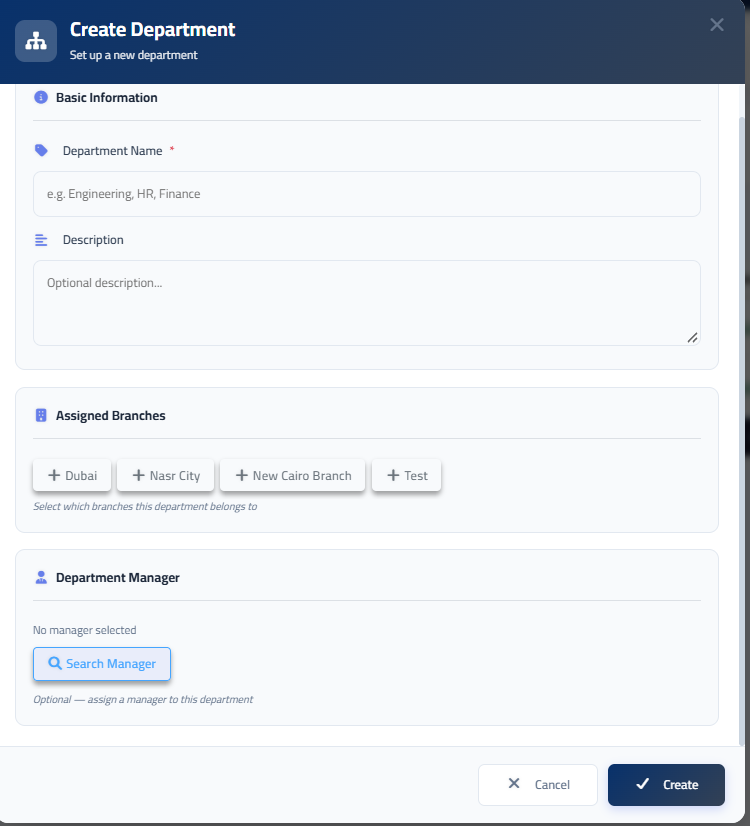 Create Department
Set up a new department
Basic Information
Department Name *
e.g. Engineering, HR, Finance
Description
Optional description...
Assigned Branches
Dubai
Nasr City
New Cairo Branch
Test
Select which branches this department belongs to
Department Manager
No manager selected
Search Manager
Optional — assign a manager to this department
Cancel
Create